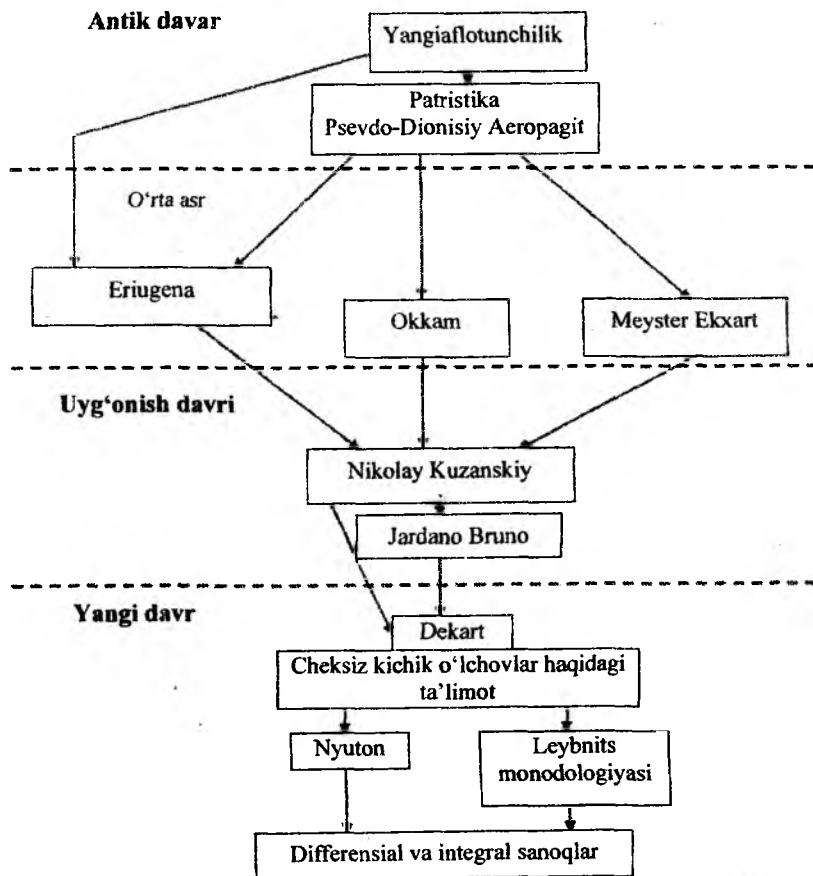 Antik davar
Yangiaflotunchilik
Patristika
Psevdo-Dionisiy Aeropagit
O‘rta asr
Eriugena
Okkam
Meyster Ekxart
Uyg‘onish davri
Nikolay Kuzanskiy
Jardano Bruno
Yangi davr
Dekart
Cheksiz kichik o‘lchovlar haqidagi
ta’limot
Nyuton
Leybnits
monodologiyasi
Differensial va integral sanoqlar